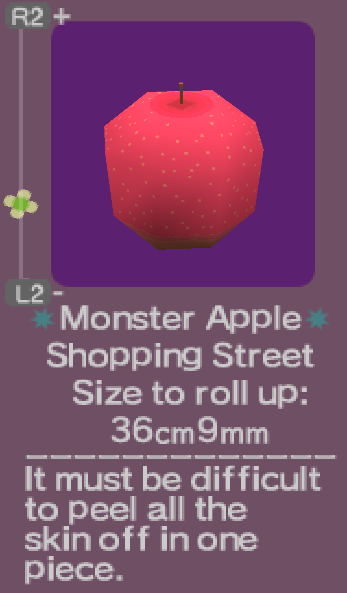 R2 +
L2 -
Monster Apple
Shopping Street
Size to roll up:
36cm9mm
It must be difficult
to peel all the
skin off in one
piece.